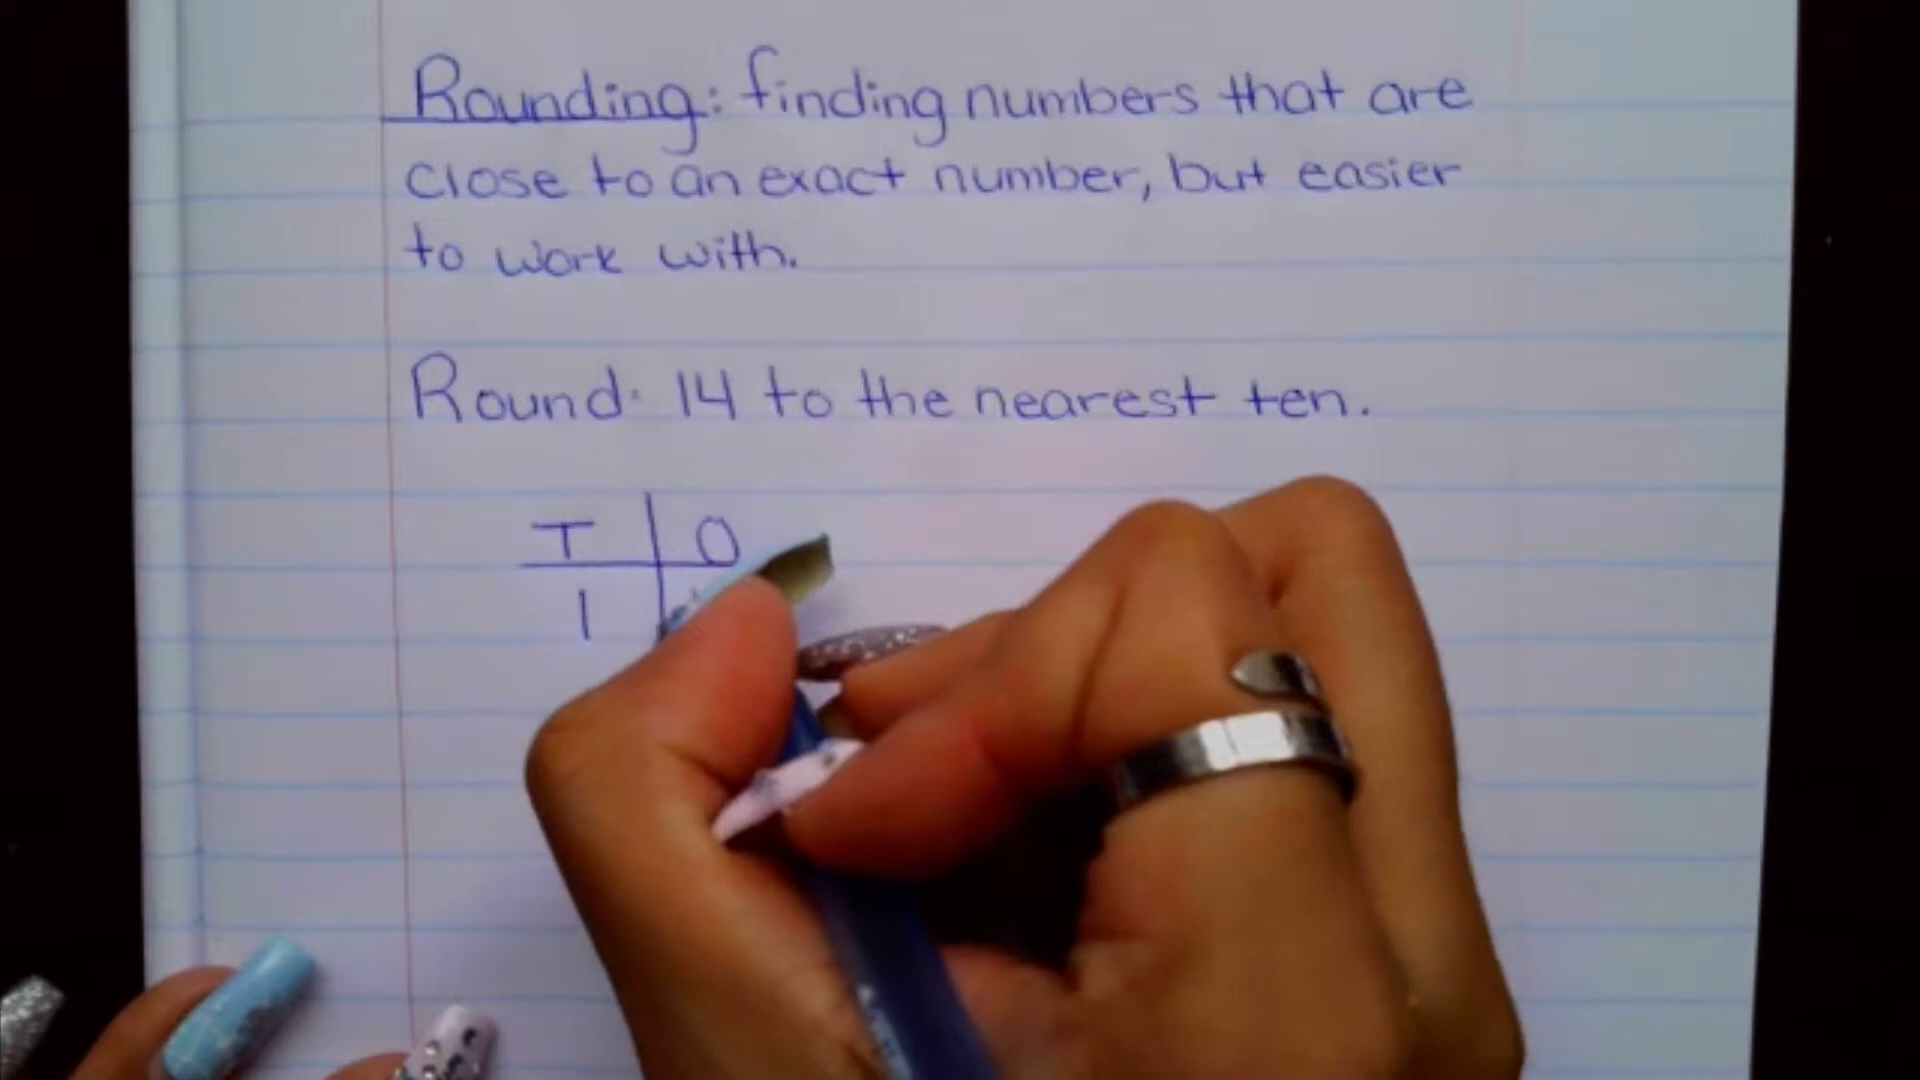 Rounding: finding numbers that are
close to an exact number, but easier
to work with.
Round: 14 to the nearest ten.
T O
1